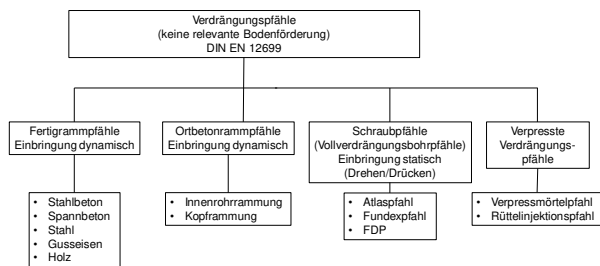 Verdrängungspfähle
(keine relevante Bodenförderung)
DIN EN 12699
Fertigrammpfähle
Einbringung dynamisch
Ortbetonrammpfähle
Einbringung dynamisch
Schraubpfähle
(Vollverdrängungsbohrpfähle)
Einbringung statisch
(Drehen/Drücken)
Verpresste
Verdrängungs-
pfähle
• Stahlbeton
• Spannbeton
• Stahl
• Gusseisen
• Holz
• Innenrohrrammung
• Kopframmung
• Atlaspfahl
• Fundexpfahl
• FDP
• Verpressmörtelpfahl
• Rüttelinjektionspfahl